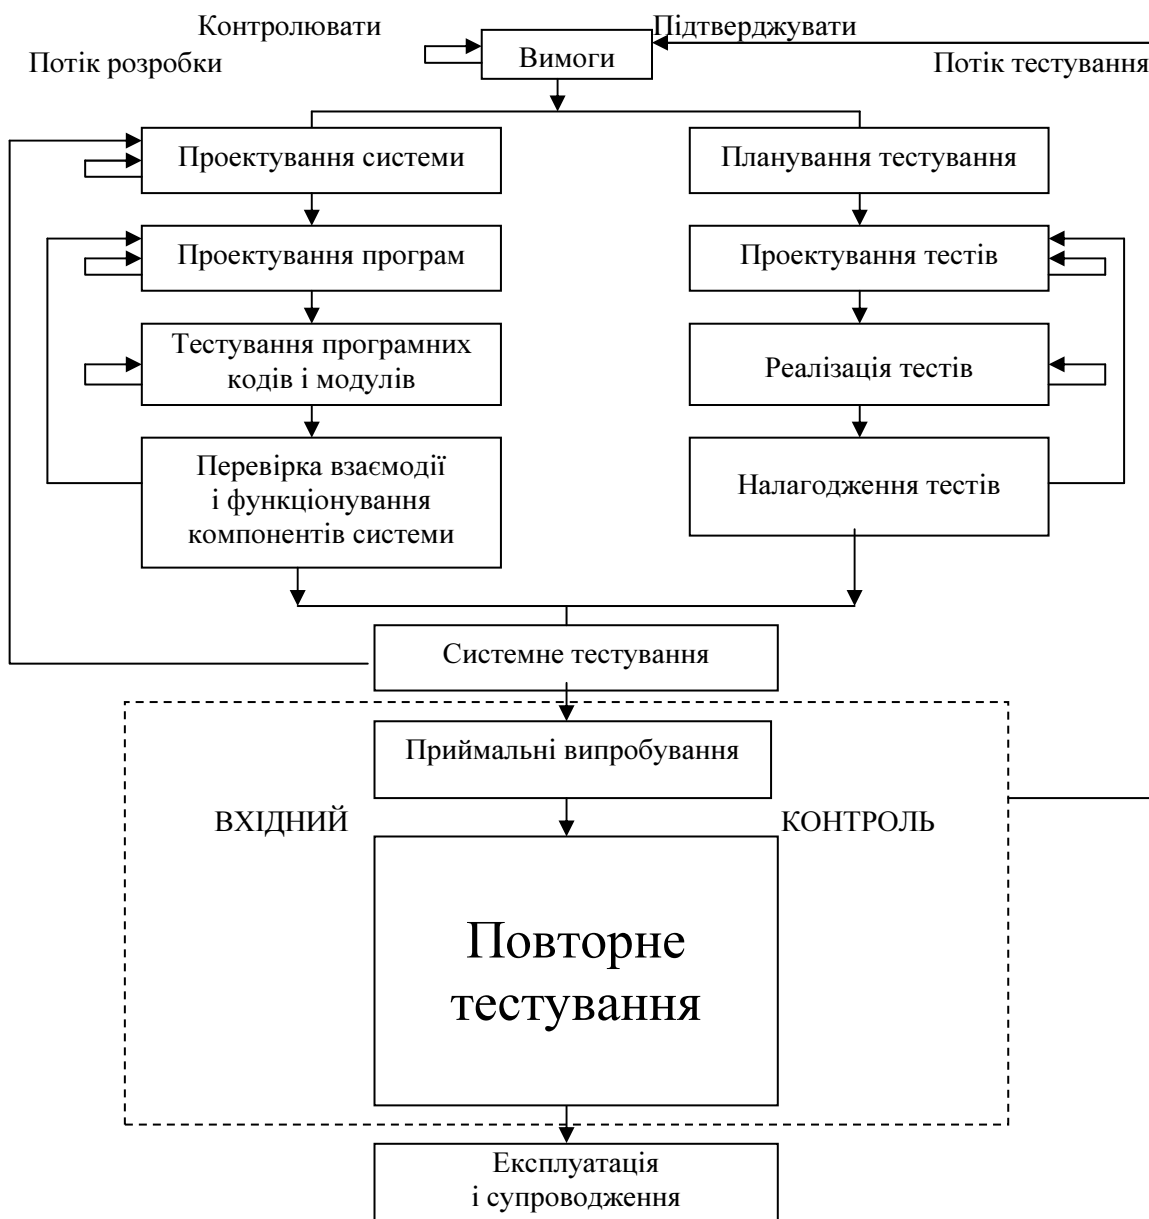 Контролювати
Підтверджувати
Вимоги
Потік розробки
Потік тестування
Проектування системи
Планування тестування
Проектування програм
Проектування тестів
Тестування програмних
кодів і модулів
Реалізація тестів
Перевірка взаємодії
і функціонування
компонентів системи
Налагодження тестів
Системне тестування
Приймальні випробування
ВХІДНИЙ
КОНТРОЛЬ
Повторне
тестування
Експлуатація
і супроводження